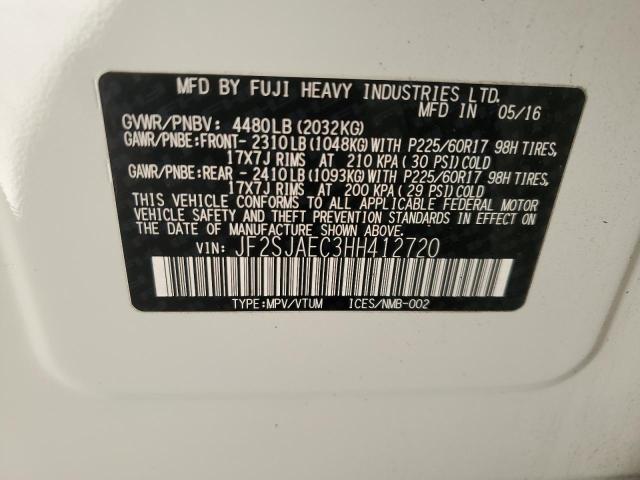 MFD BY FUJI HEAVY INDUSTRIES LTD.
MFD IN 05/16
GVWR/PNBV: 4480LB (2032KG)
GAWR/PNBE:FRONT- 2310LB(1048KG)WITH P225/60R17 98H TIRES,
17X7J RIMS AT 210 KPA ( 30 PSI)COLD
GAWR/PNBE:REAR - 2410LB(1093KG)WITH P225/60R17 98H TIRES,
17X7J RIMS AT 200 KPA ( 29 PSI)COLD
THIS VEHICLE CONFORMS TO ALL APPLICABLE FEDERAL MOTOR
VEHICLE SAFETY AND THEFT PREVENTION STANDARDS IN EFFECT ON
THE DATE OF MANUFACTURE SHOWN ABOVE.
VIN: JF2SJAEC3HH412720
TYPE:MPV/VTUM ICES/NMB-002